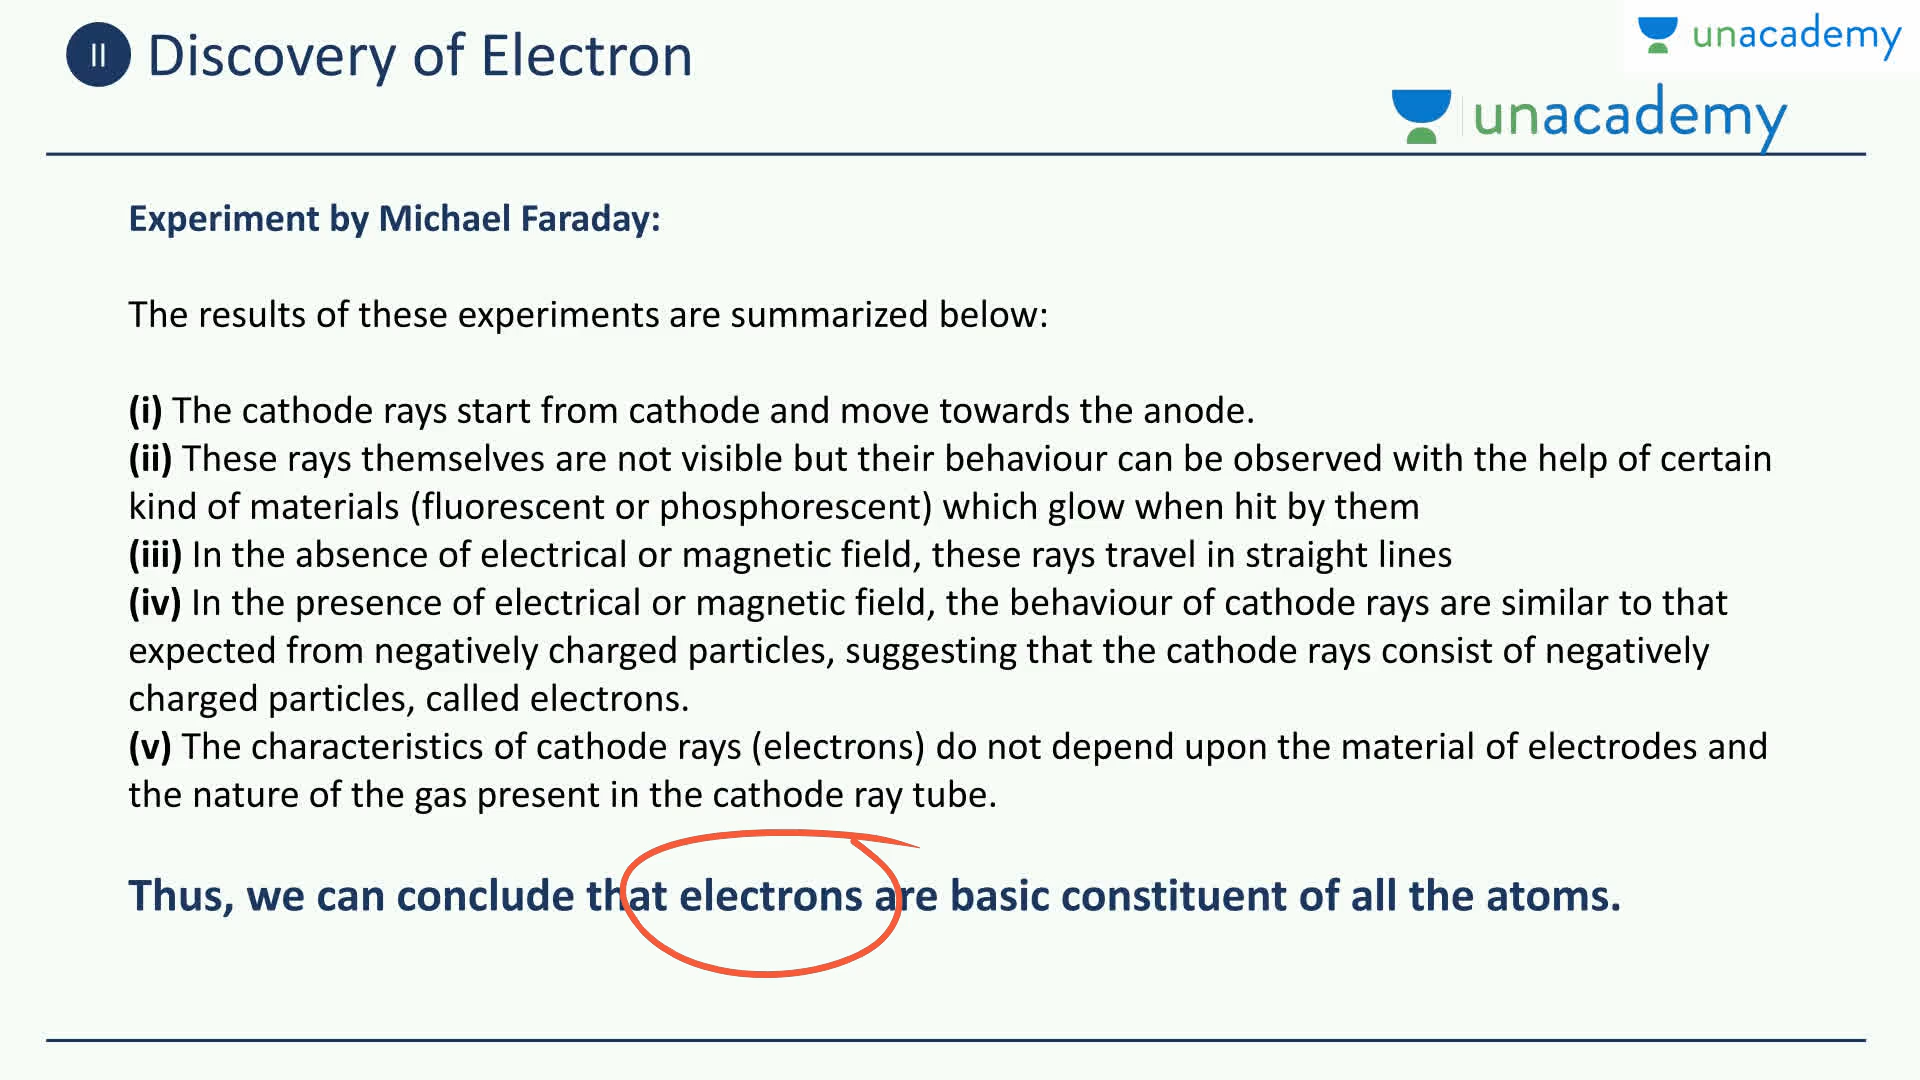 II Discovery of Electron
unacademy
unacademy
Experiment by Michael Faraday:
The results of these experiments are summarized below:
(i) The cathode rays start from cathode and move towards the anode.
(ii) These rays themselves are not visible but their behaviour can be observed with the help of certain
kind of materials (fluorescent or phosphorescent) which glow when hit by them
(iii) In the absence of electrical or magnetic field, these rays travel in straight lines
(iv) In the presence of electrical or magnetic field, the behaviour of cathode rays are similar to that
expected from negatively charged particles, suggesting that the cathode rays consist of negatively
charged particles, called electrons.
(v) The characteristics of cathode rays (electrons) do not depend upon the material of electrodes and
the nature of the gas present in the cathode ray tube.
Thus, we can conclude that electrons are basic constituent of all the atoms.